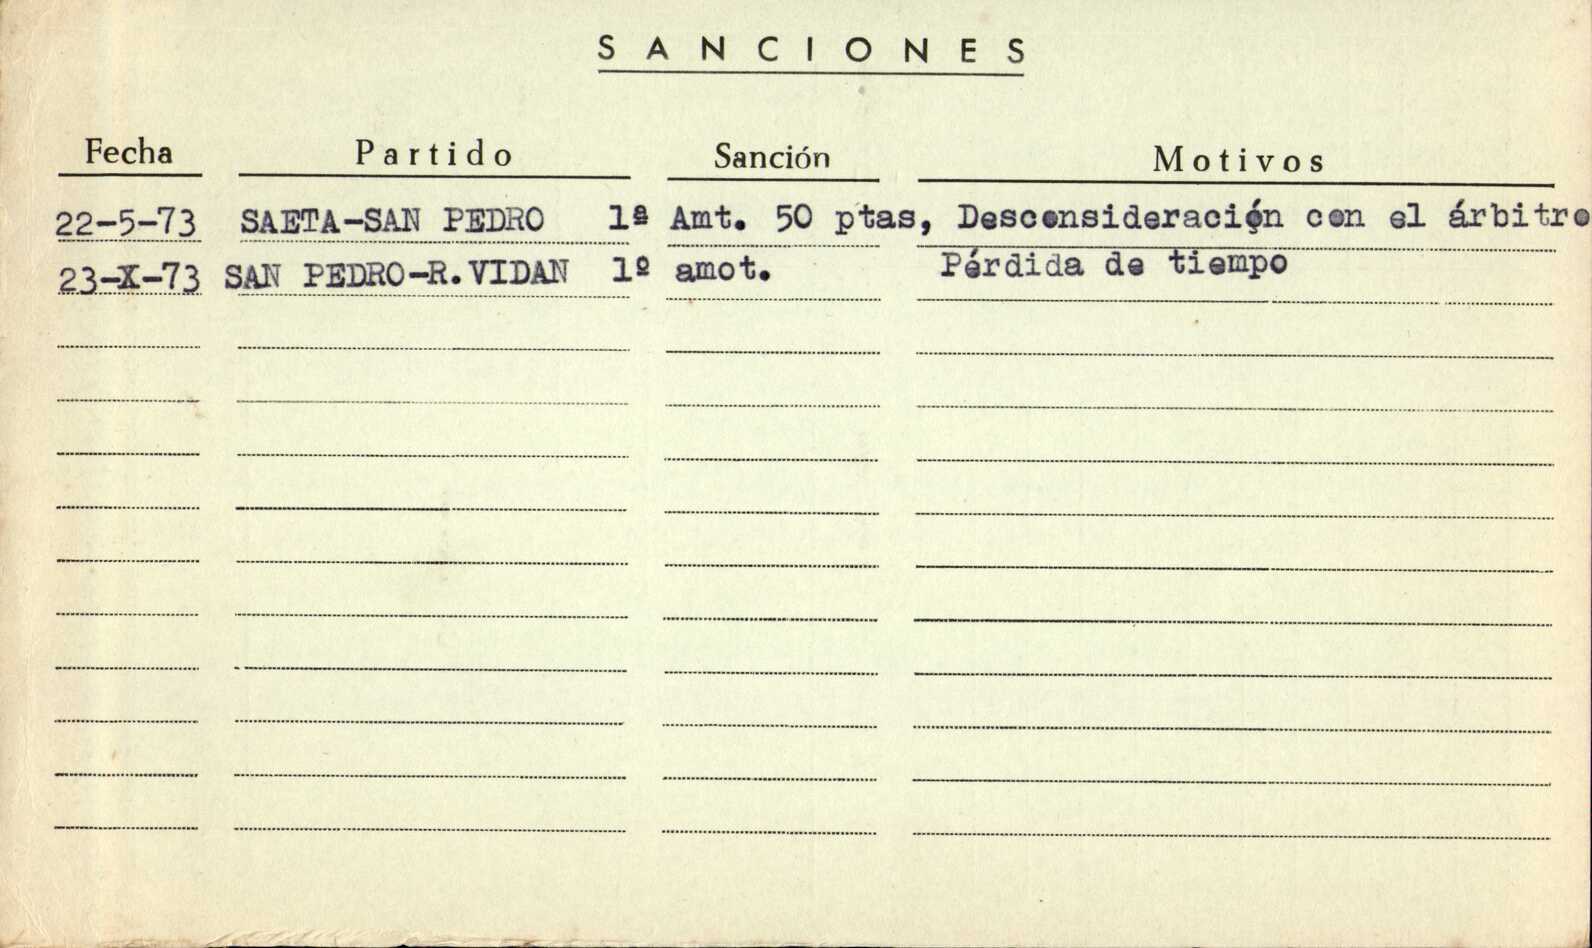 SANCIONES
Fecha Partido Sanción Motivos
22-5-73 SAETA-SAN PEDRO 1ª Amt. 50 ptas, Desconsideración con el árbitro
23-X-73 SAN PEDRO-R.VIDAN 1º amot. Pérdida de tiempo